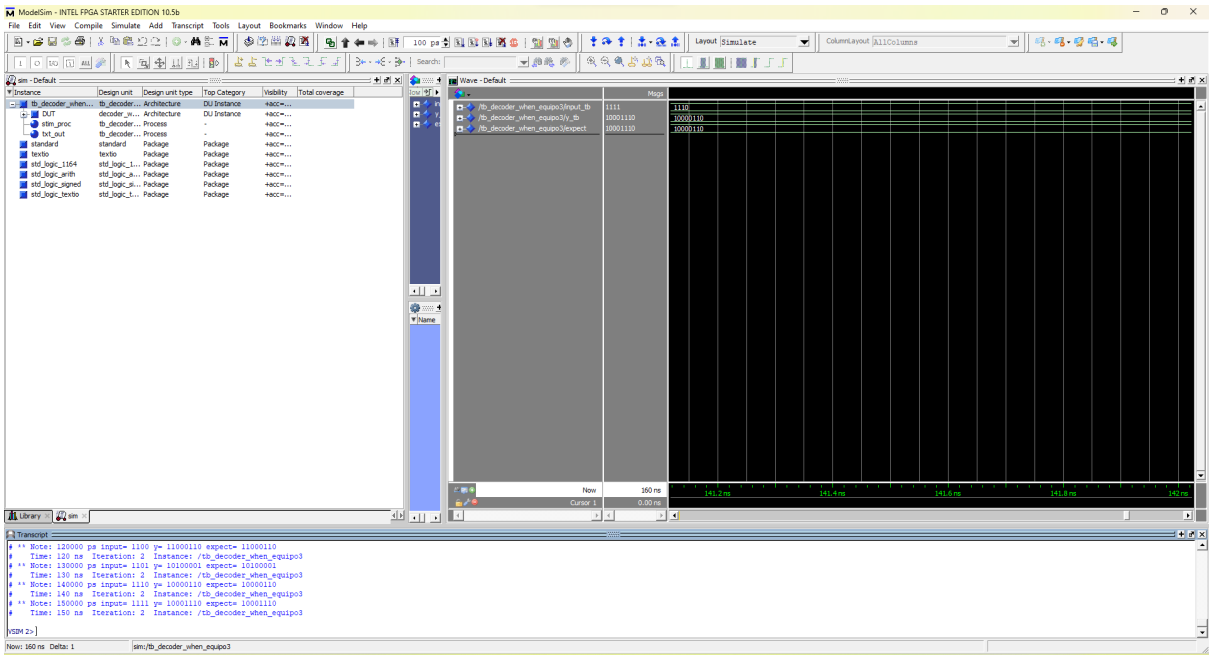 ModelSim - INTEL FPGA STARTER EDITION 10.5b
File Edit View Compile Simulate Add Transcript Tools Layout Bookmarks Window Help
100 ps
Layout Simulate
ColumnLayout AllColumns
Search:
sim - Default
Instance Design unit Design unit type Top Category Visibility Total coverage
tb_decoder_when... tb_decoder... Architecture DU Instance +acc=...
DUT decoder_w... Architecture DU Instance +acc=...
stim_proc tb_decoder... Process - +acc=...
txt_out tb_decoder... Process - +acc=...
standard standard Package Package +acc=...
textio textio Package Package +acc=...
std_logic_1164 std_logic_1... Package Package +acc=...
std_logic_arith std_logic_a... Package Package +acc=...
std_logic_signed std_logic_si... Package Package +acc=...
std_logic_textio std_logic_t... Package Package +acc=...
Library
sim
Name
Wave - Default
Msgs
/tb_decoder_when_equipo3/input_tb 1111 1110
/tb_decoder_when_equipo3/y_tb 10001110 10000110
/tb_decoder_when_equipo3/expect 10001110 10000110
Now 160 ns
Cursor 1 0.00 ns
141.2 ns 141.4 ns 141.6 ns 141.8 ns 142 ns
Transcript
# ** Note: 120000 ps input= 1100 y= 11000110 expect= 11000110
# Time: 120 ns Iteration: 2 Instance: /tb_decoder_when_equipo3
# ** Note: 130000 ps input= 1101 y= 10100001 expect= 10100001
# Time: 130 ns Iteration: 2 Instance: /tb_decoder_when_equipo3
# ** Note: 140000 ps input= 1110 y= 10000110 expect= 10000110
# Time: 140 ns Iteration: 2 Instance: /tb_decoder_when_equipo3
# ** Note: 150000 ps input= 1111 y= 10001110 expect= 10001110
# Time: 150 ns Iteration: 2 Instance: /tb_decoder_when_equipo3
VSIM 2>
Now: 160 ns Delta: 1
sim:/tb_decoder_when_equipo3